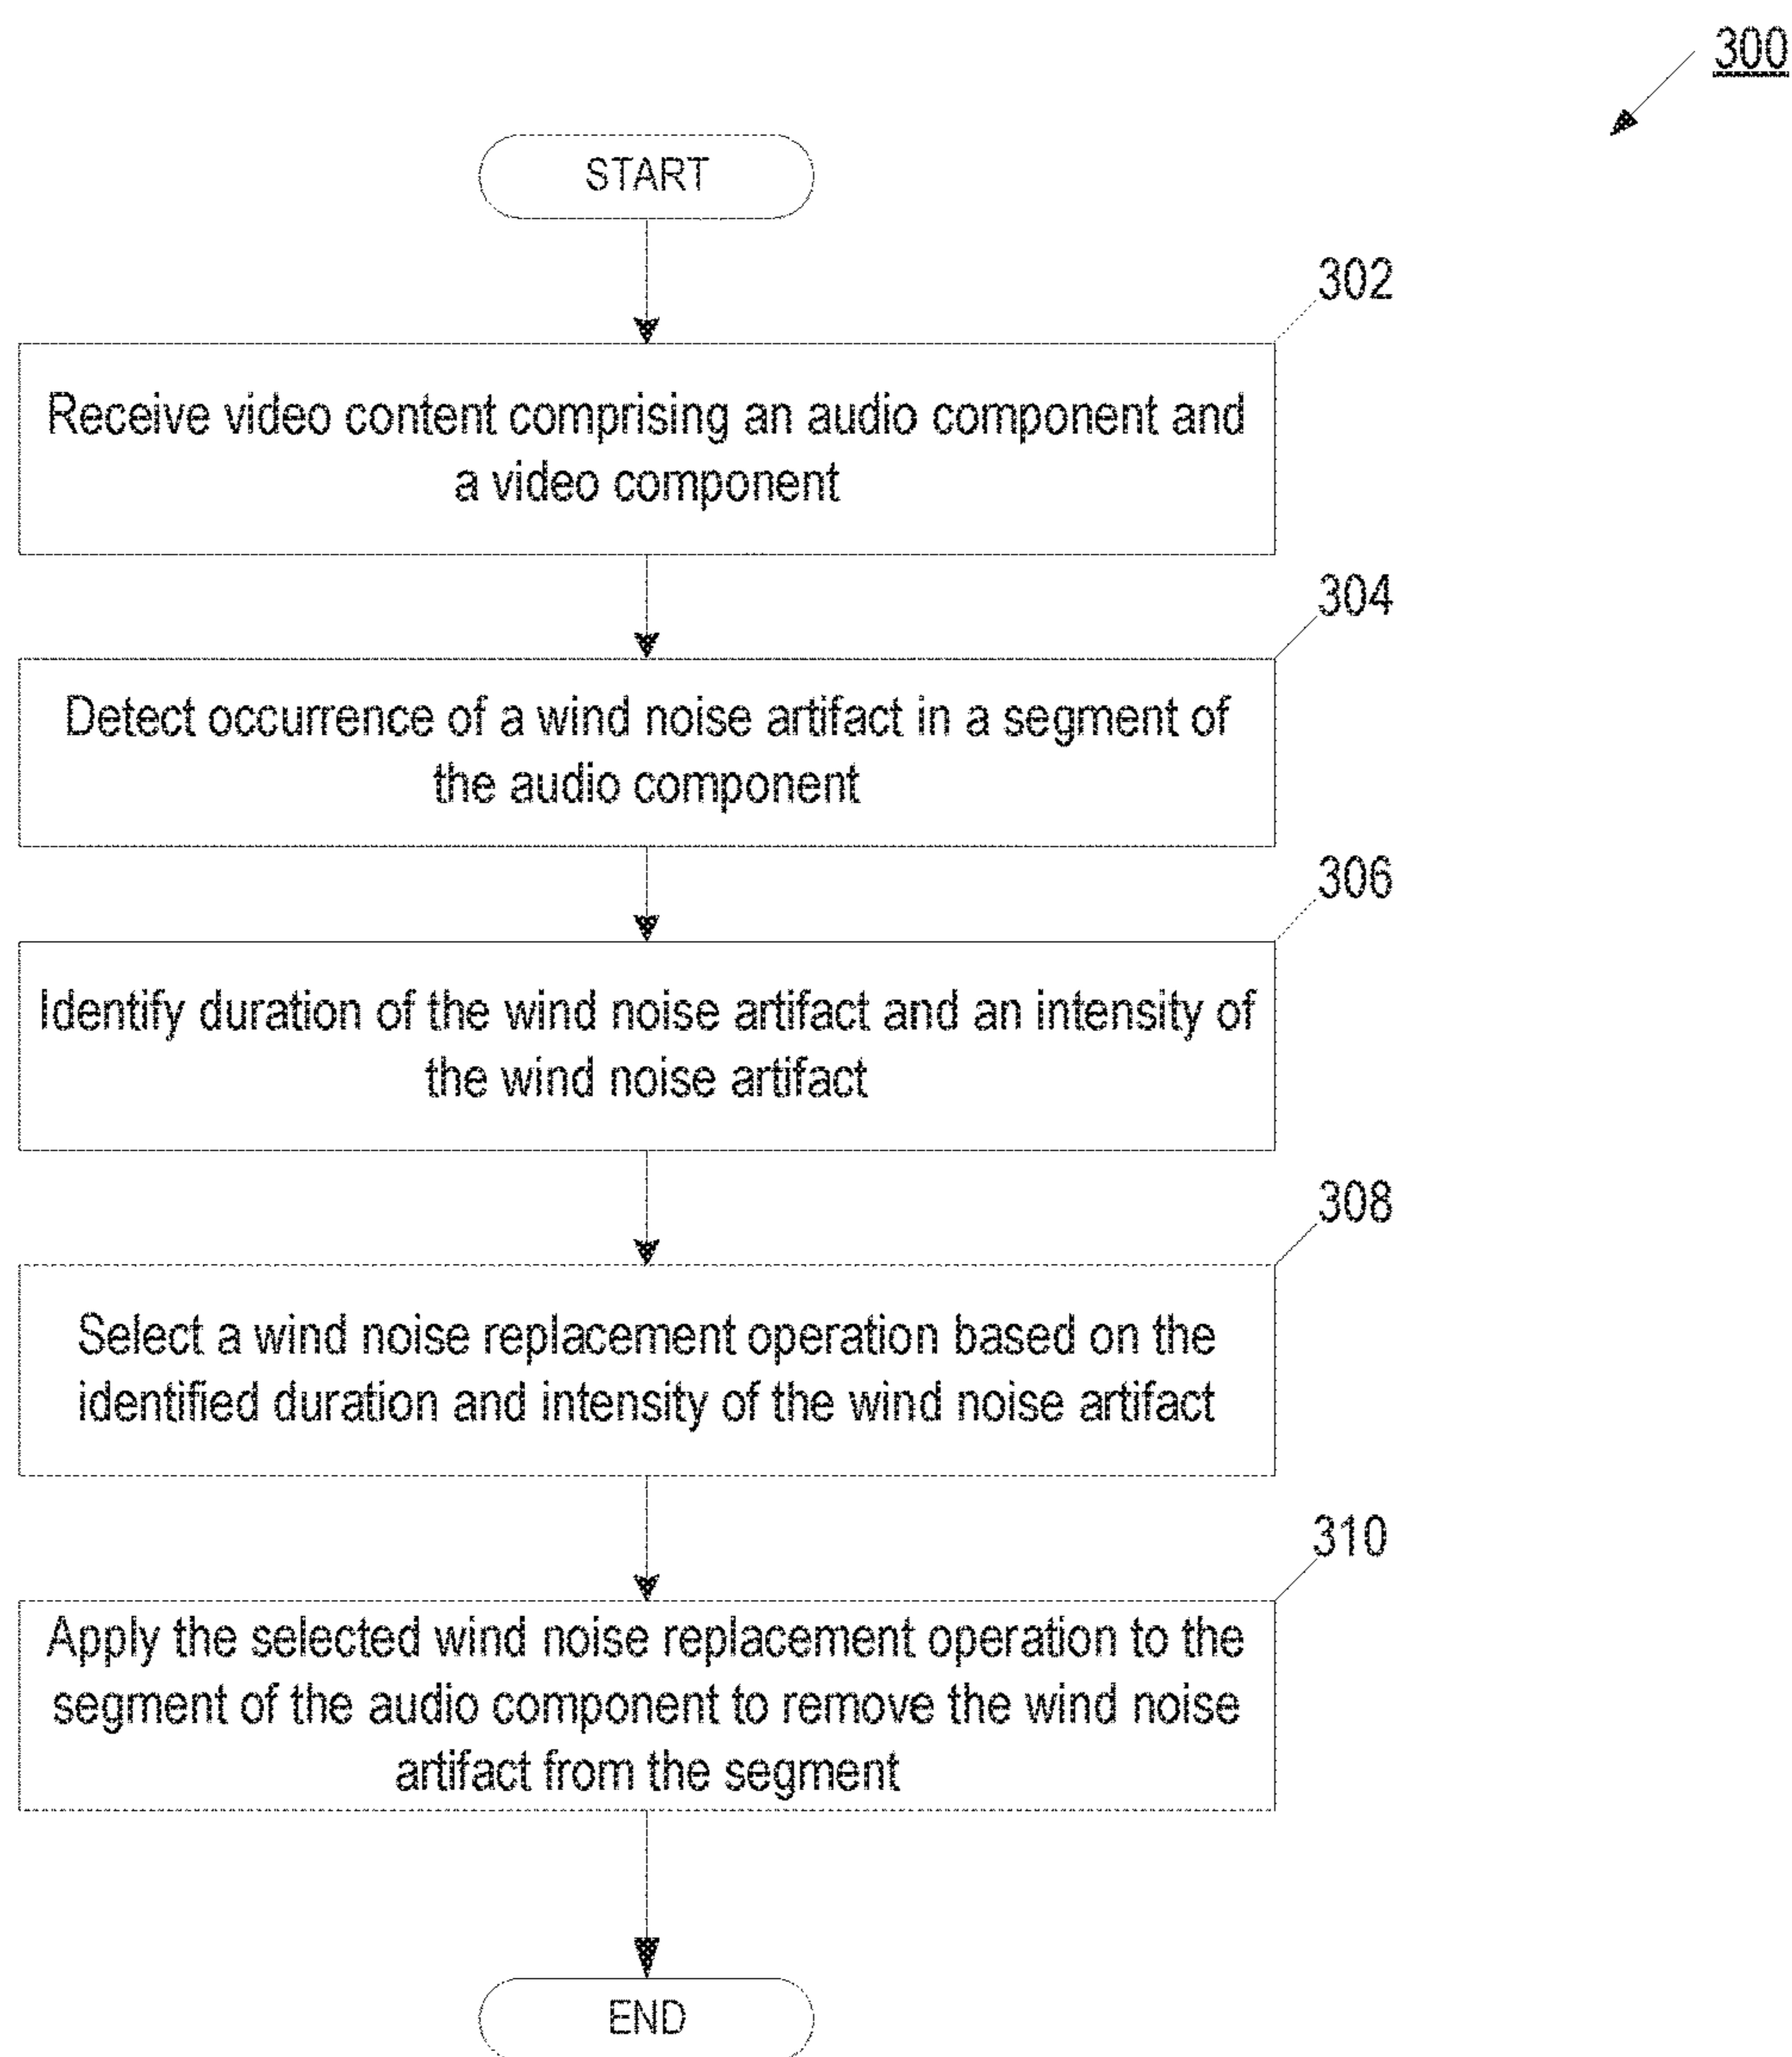 300
START
302
Receive video content comprising an audio component and
a video component
304
Detect occurrence of a wind noise artifact in a segment of
the audio component
306
Identify duration of the wind noise artifact and an intensity of
the wind noise artifact
308
Select a wind noise replacement operation based on the
identified duration and intensity of the wind noise artifact
310
Apply the selected wind noise replacement operation to the
segment of the audio component to remove the wind noise
artifact from the segment
END